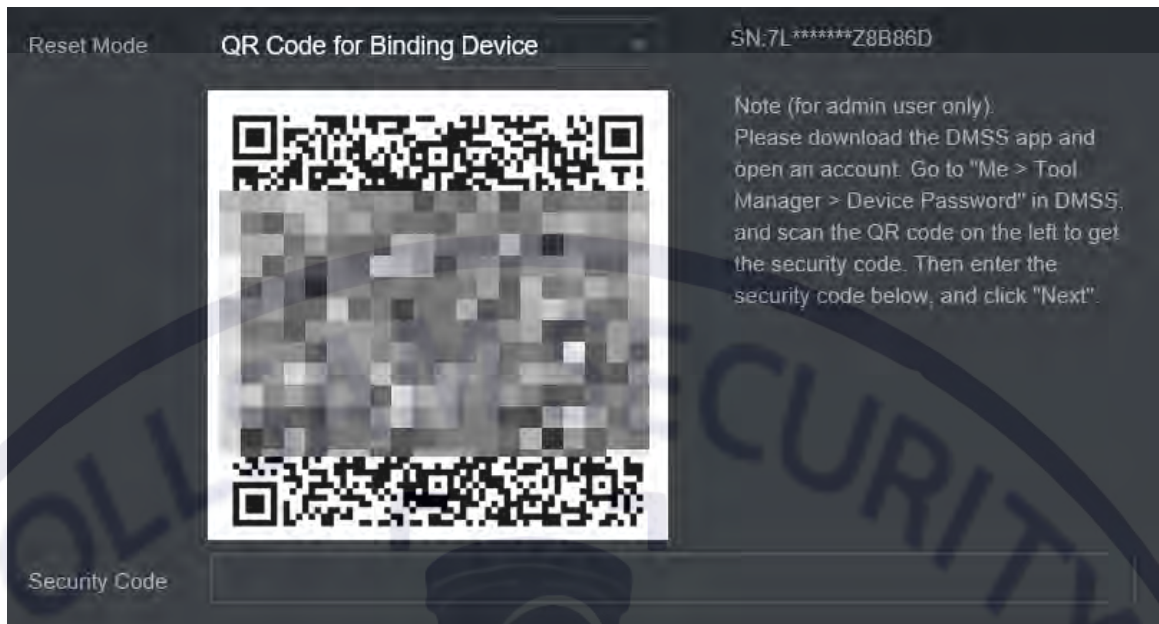 Reset Mode
QR Code for Binding Device
SN:7L*******Z8B86D
Note (for admin user only).
Please download the DMSS app and
open an account. Go to "Me > Tool
Manager > Device Password" in DMSS,
and scan the QR code on the left to get
the security code. Then enter the
security code below, and click "Next".
SECURITY
Security Code